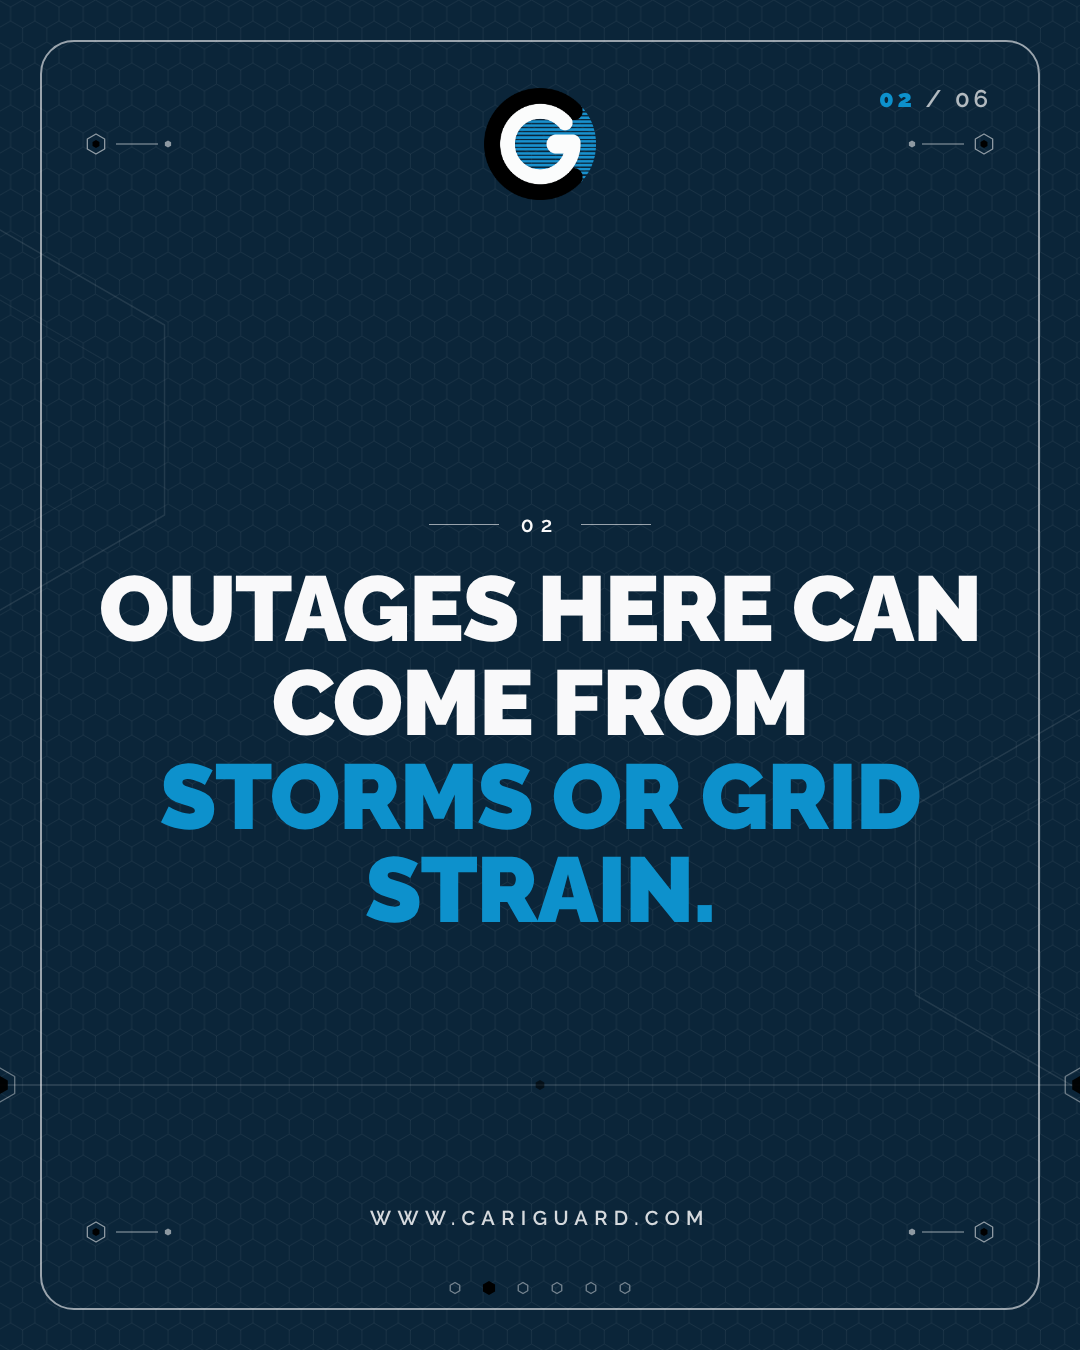 02 / 06
02
OUTAGES HERE CAN
COME FROM
STORMS OR GRID
STRAIN.
WWW.CARIGUARD.COM